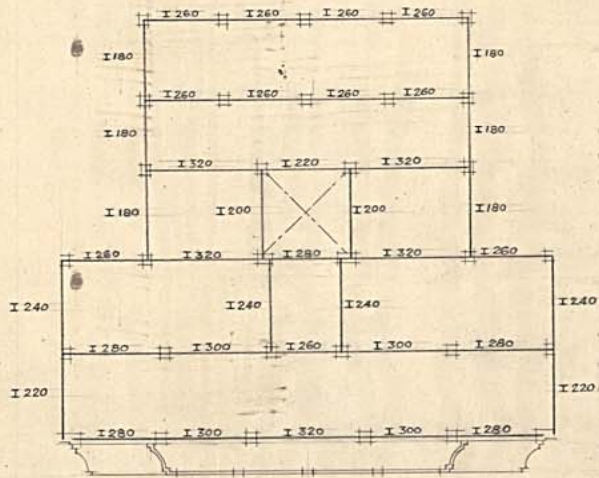 I 260 I 260 I 260 I 260
I 180 I 180
I 260 I 260 I 260 I 260
I 180 I 180
I 320 I 220 I 320
I 180 I 200 I 200 I 180
I 260 I 320 I 280 I 320 I 260
I 240 I 240 I 240 I 240
I 280 I 300 I 260 I 300 I 280
I 220 I 220
I 280 I 300 I 320 I 300 I 280